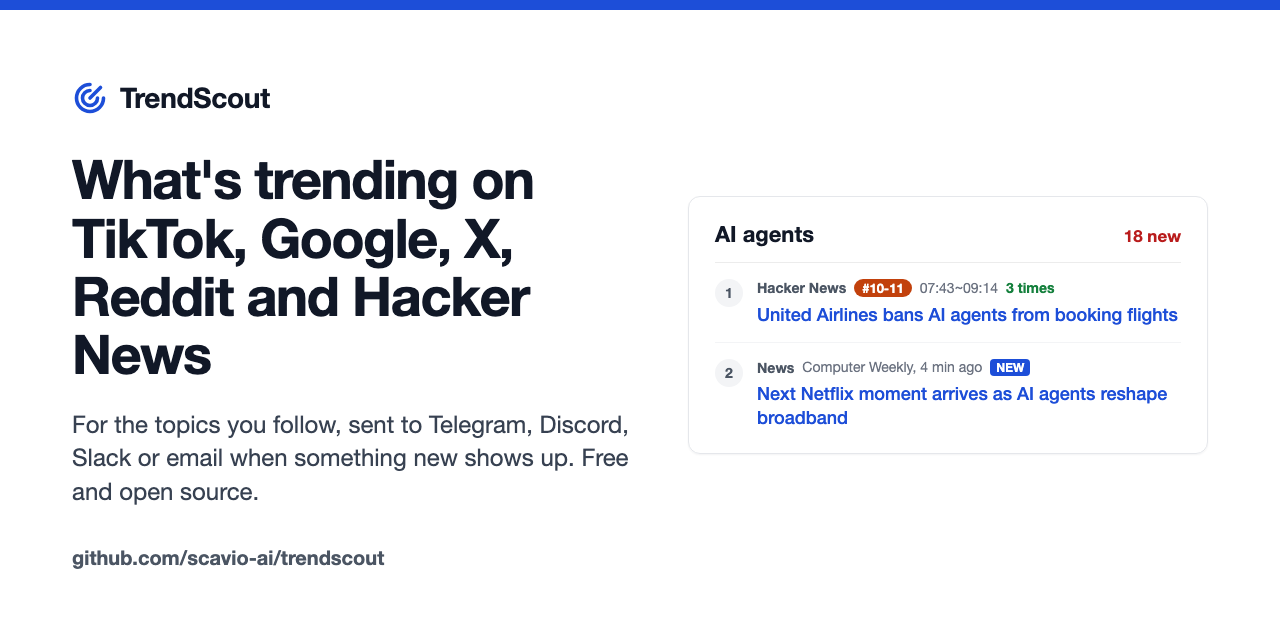 TrendScout
What's trending on
TikTok, Google, X,
Reddit and Hacker
News
For the topics you follow, sent to Telegram, Discord,
Slack or email when something new shows up. Free
and open source.
github.com/scavio-ai/trendscout
AI agents 18 new
1 Hacker News #10-11 07:43~09:14 3 times
United Airlines bans AI agents from booking flights
2 News Computer Weekly, 4 min ago NEW
Next Netflix moment arrives as AI agents reshape
broadband